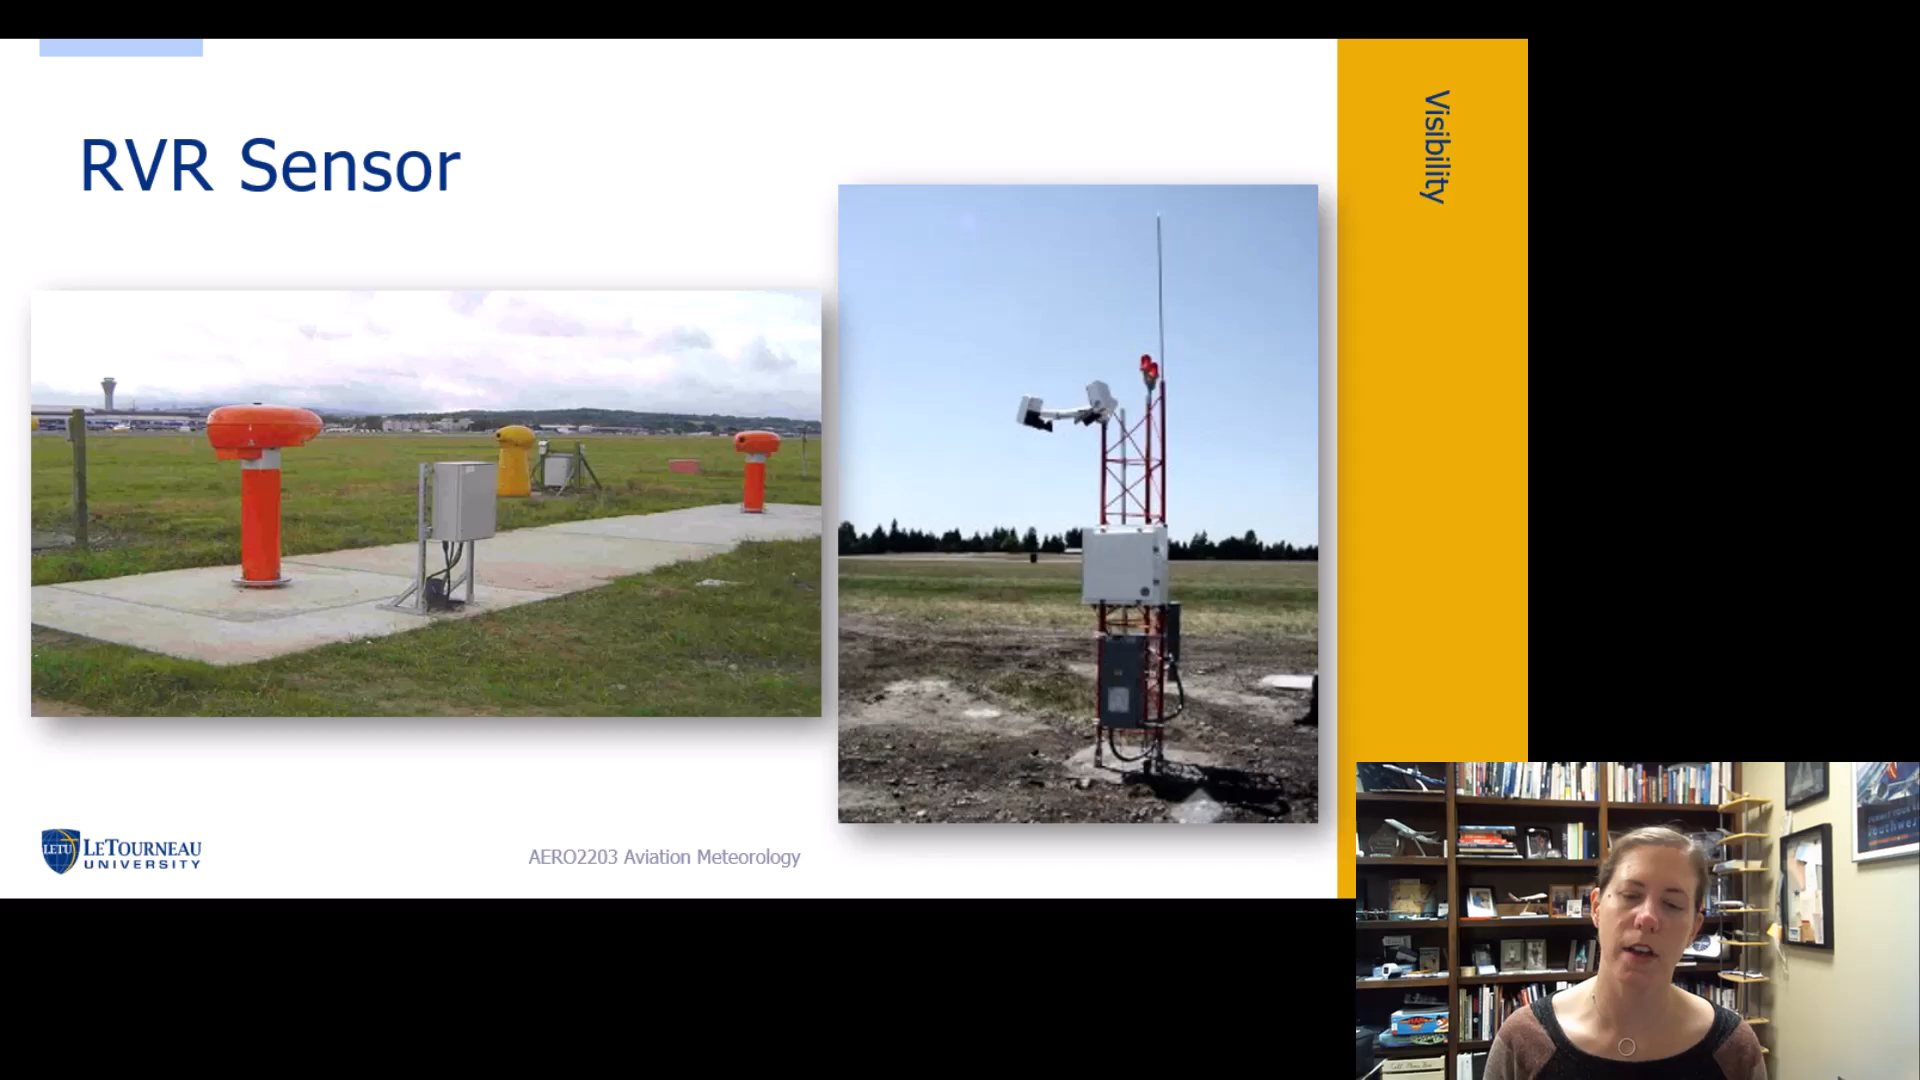 Visibility
RVR Sensor
LETU
LETOURNEAU
UNIVERSITY
AERO2203 Aviation Meteorology